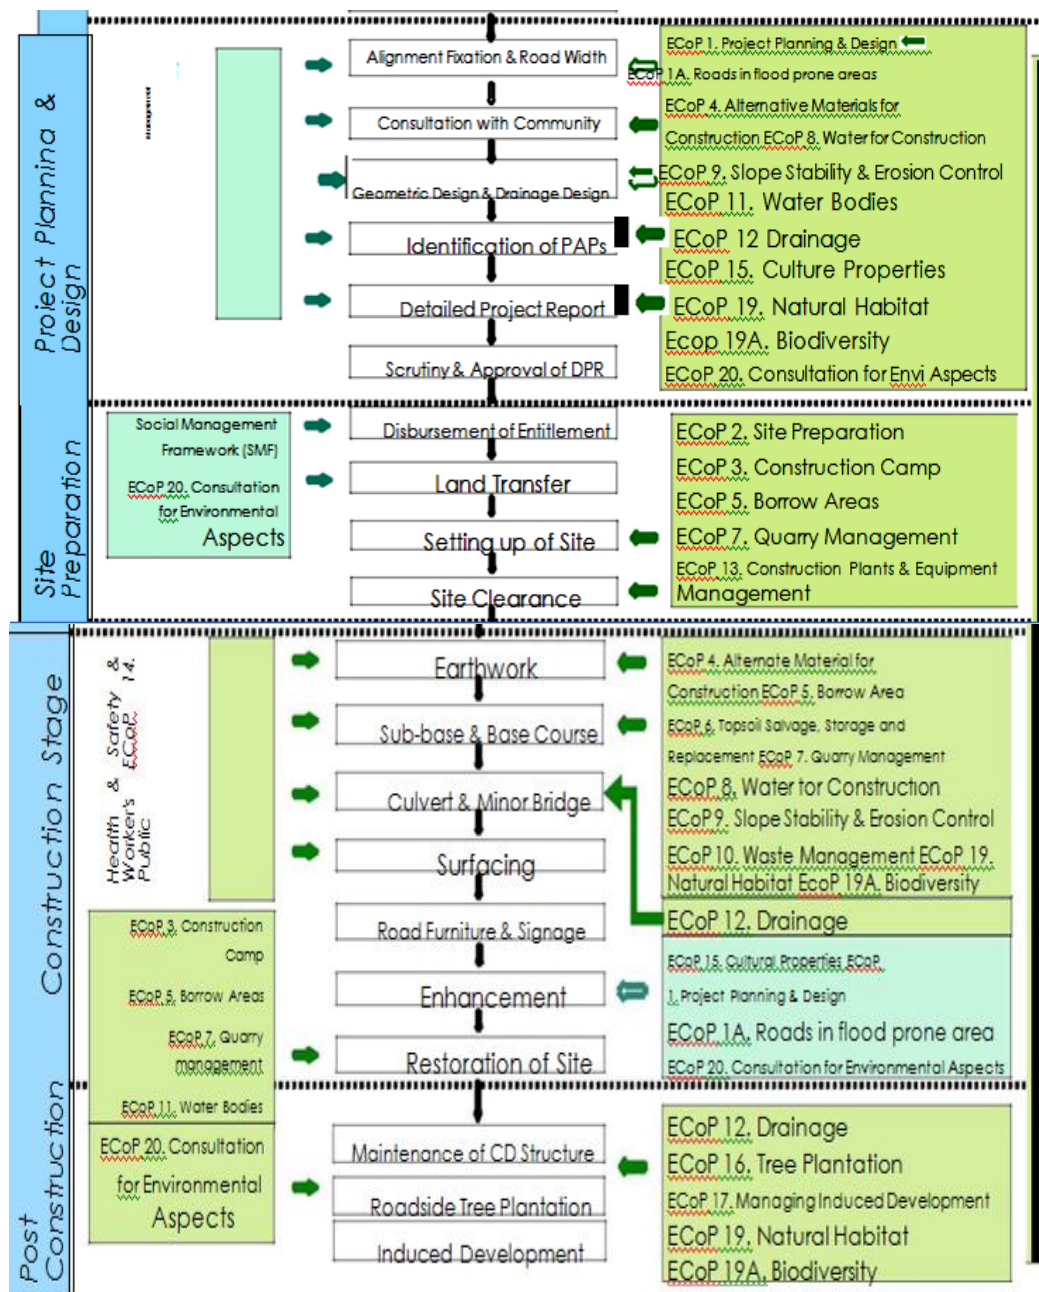 Project Planning &
Design
Alignment Fixation & Road Width
Consultation with Community
Geometric Design & Drainage Design
Identification of PAPs
Detailed Project Report
Scrutiny & Approval of DPR
ECoP 1. Project Planning & Design
ECoP 1A. Roads in flood prone areas
ECoP 4. Alternative Materials for
Construction ECoP 8. Water for Construction
ECoP 9. Slope Stability & Erosion Control
ECoP 11. Water Bodies
ECoP 12 Drainage
ECoP 15. Culture Properties
ECoP 19. Natural Habitat
Ecop 19A. Biodiversity
ECoP 20. Consultation for Envi Aspects
Site
Preparation
Social Management
Framework (SMF)
ECoP 20. Consultation
for Environmental
Aspects
Disbursement of Entitlement
Land Transfer
Setting up of Site
Site Clearance
ECoP 2. Site Preparation
ECoP 3. Construction Camp
ECoP 5. Borrow Areas
ECoP 7. Quarry Management
ECoP 13. Construction Plants & Equipment
Management
Construction Stage
Health &
Worker's
Public
& Safety
ECoP
& 14.
Earthwork
Sub-base & Base Course
Culvert & Minor Bridge
Surfacing
Road Furniture & Signage
Enhancement
Restoration of Site
ECoP 4. Alternate Material for
Construction ECoP 5. Borrow Area
ECoP 6. Topsoil Salvage, Storage and
Replacement ECoP 7. Quarry Management
ECoP 8. Water for Construction
ECoP 9. Slope Stability & Erosion Control
ECoP 10. Waste Management ECoP 19.
Natural Habitat EcoP 19A. Biodiversity
ECoP 12. Drainage
ECoP 15. Cultural Properties ECoP
1. Project Planning & Design
ECoP 1A. Roads in flood prone area
ECoP 20. Consultation for Environmental Aspects
ECoP 3. Construction
Camp
ECoP 5. Borrow Areas
ECoP 7. Quarry
management
ECoP 11. Water Bodies
ECoP 20. Consultation
for Environmental
Aspects
Post
Construction
Maintenance of CD Structure
Roadside Tree Plantation
Induced Development
ECoP 12. Drainage
ECoP 16. Tree Plantation
ECoP 17. Managing Induced Development
ECoP 19. Natural Habitat
ECoP 19A. Biodiversity